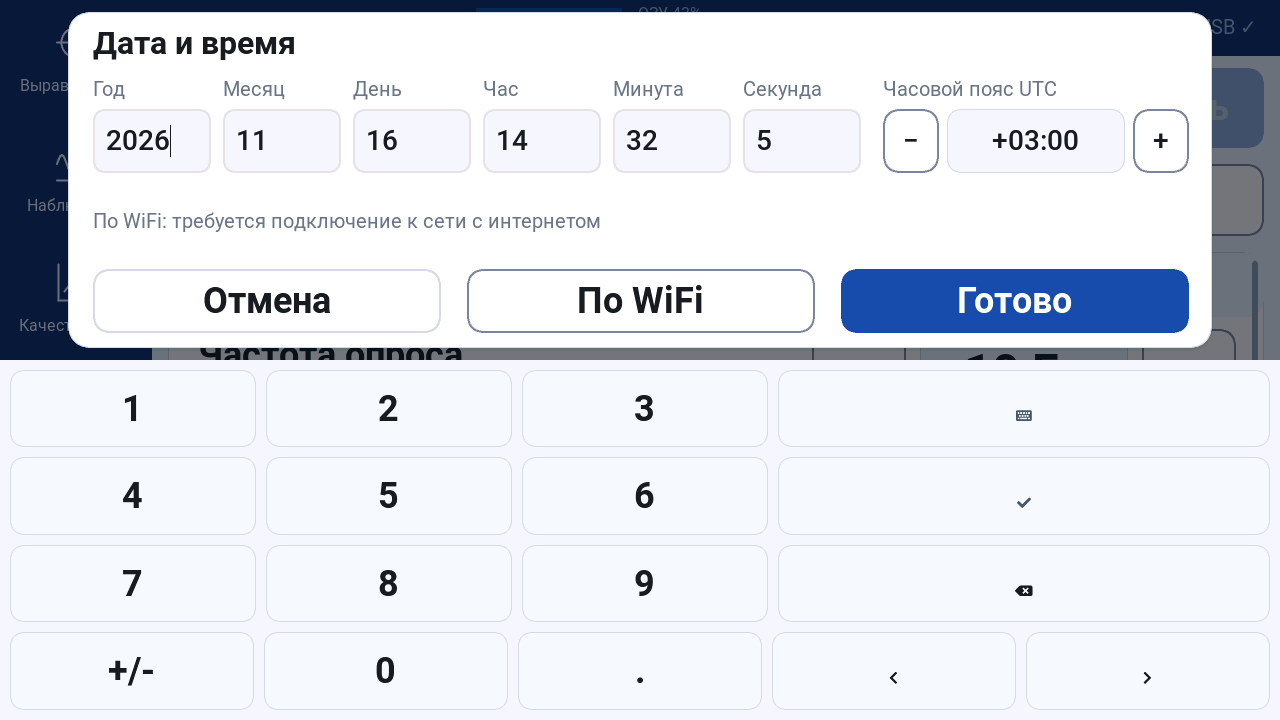 Дата и время
Год Месяц День Час Минута Секунда Часовой пояс UTC
2026 11 16 14 32 5 − +03:00 +
По WiFi: требуется подключение к сети с интернетом
Отмена По WiFi Готово
Частота опроса
1 2 3
4 5 6
7 8 9
+/- 0 . < >